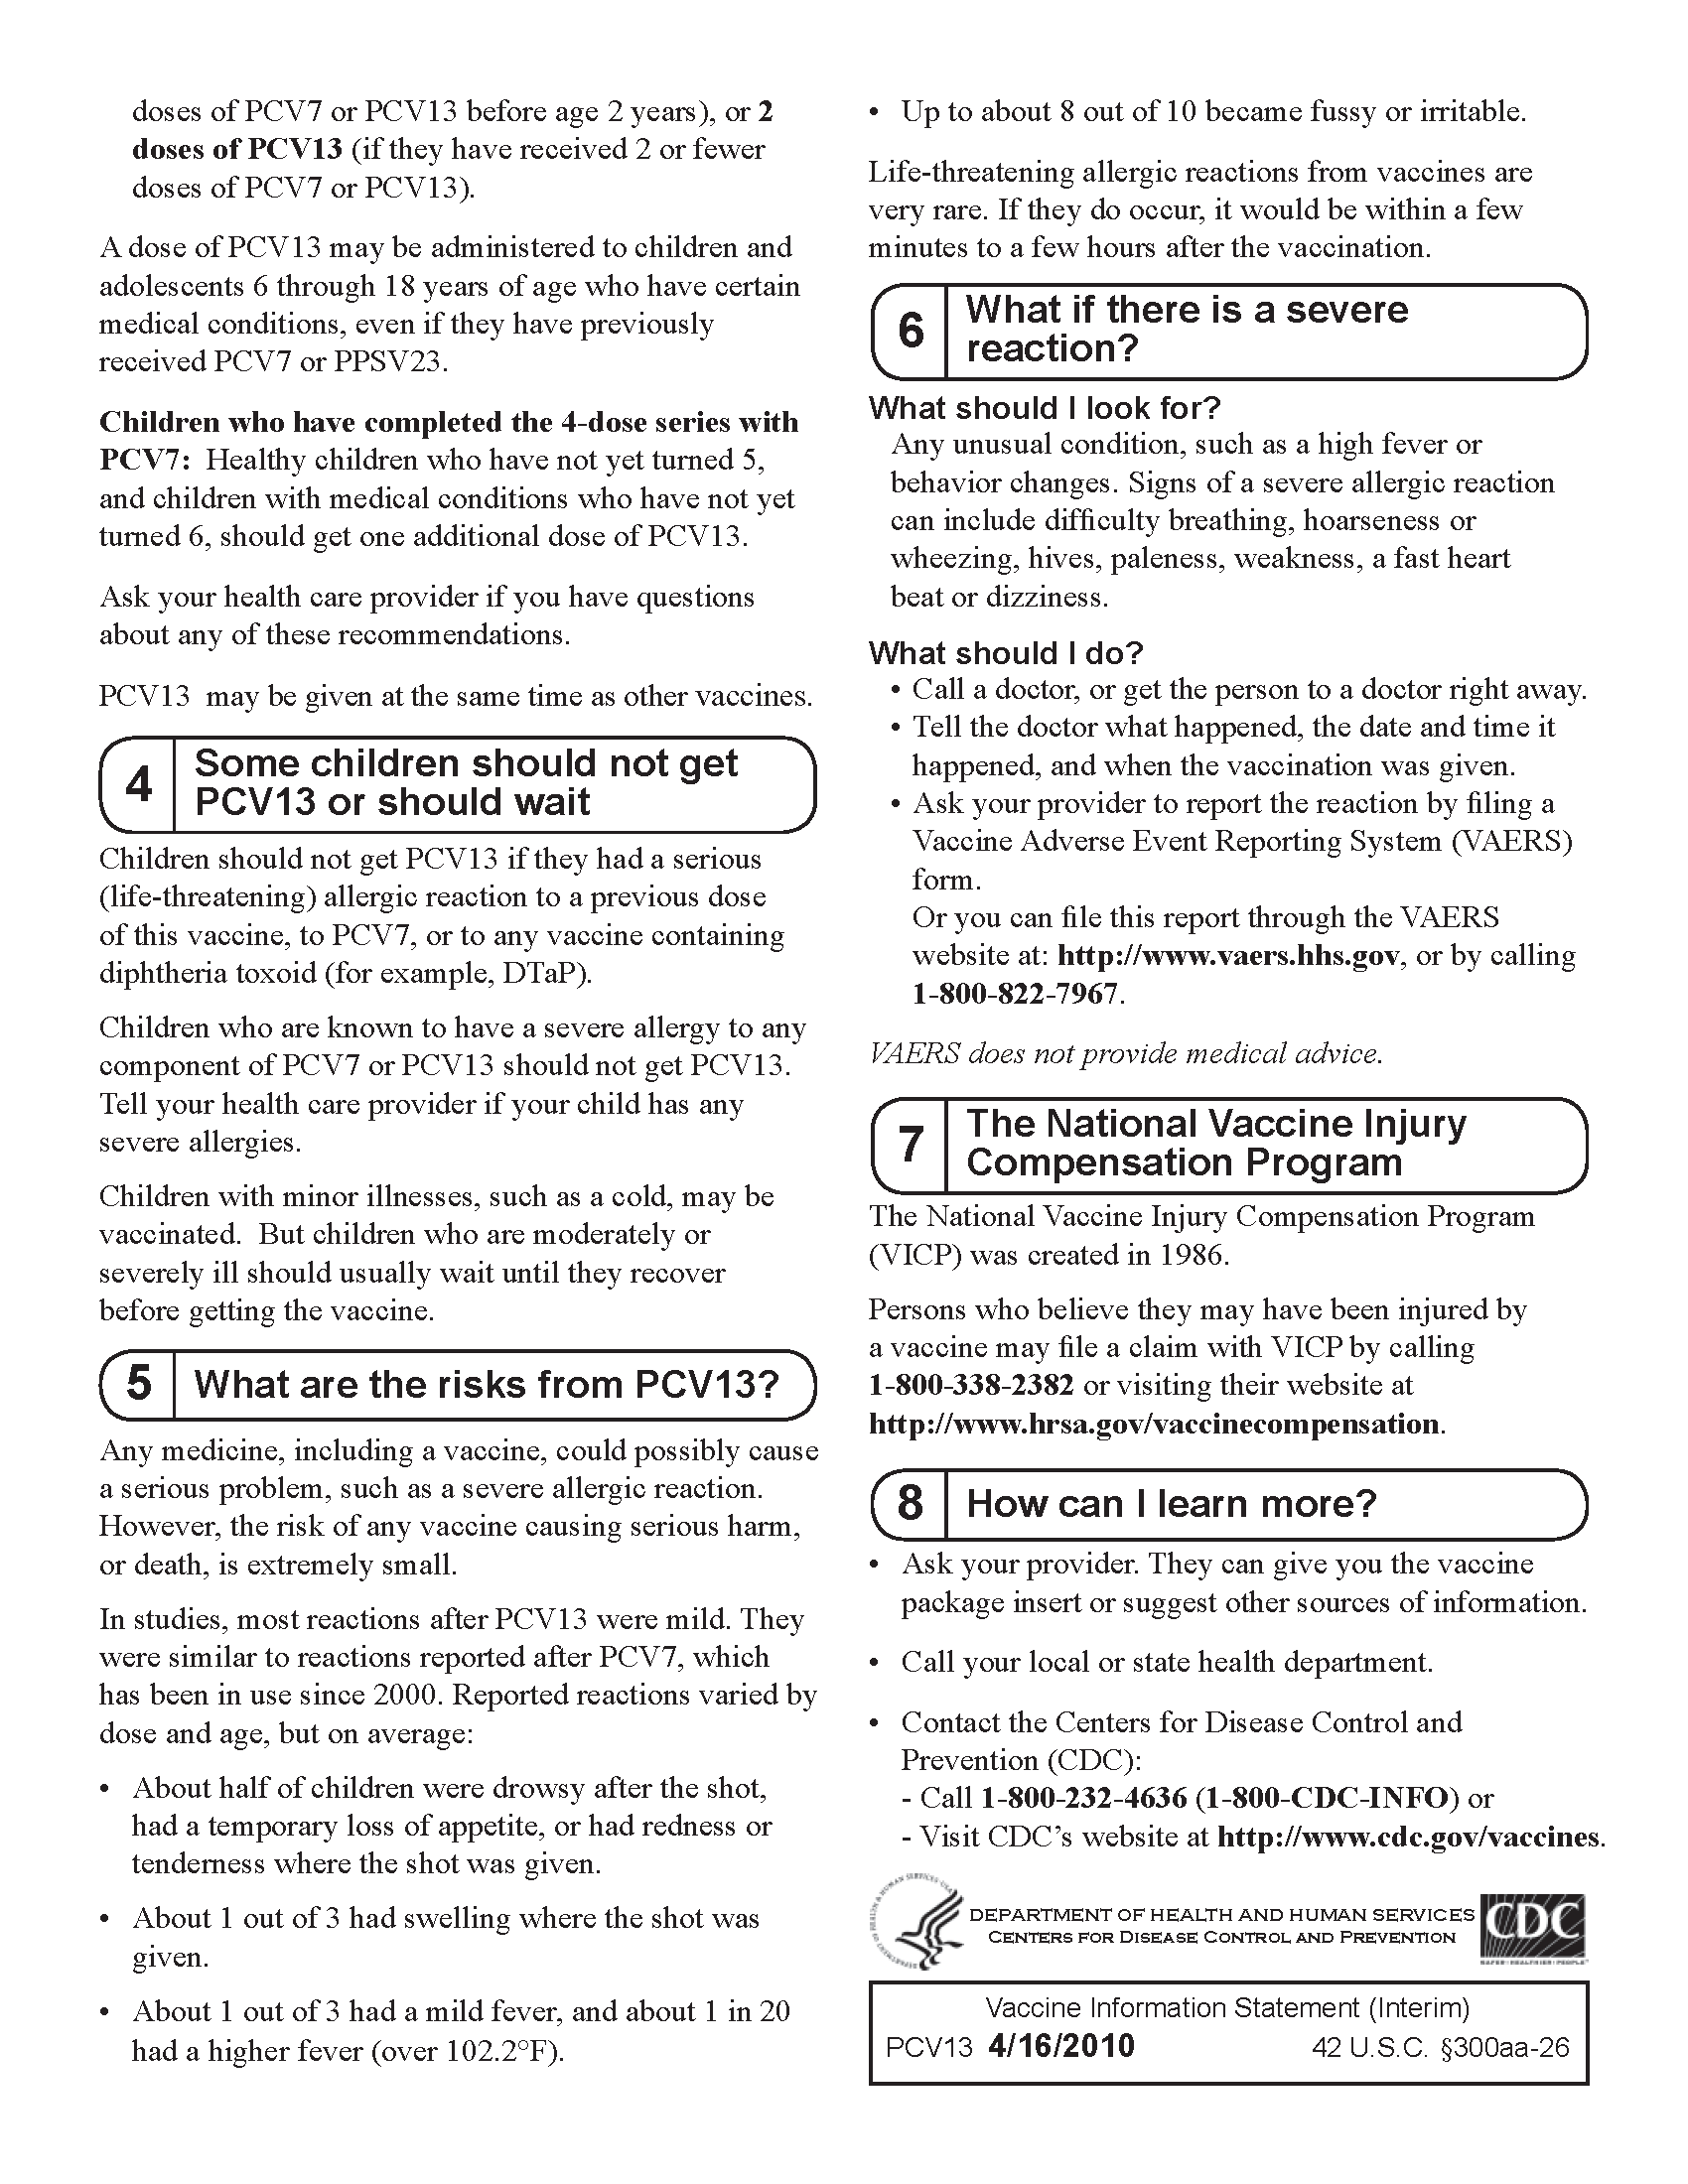 doses of PCV7 or PCV13 before age 2 years), or 2
doses of PCV13 (if they have received 2 or fewer
doses of PCV7 or PCV13).
A dose of PCV13 may be administered to children and
adolescents 6 through 18 years of age who have certain
medical conditions, even if they have previously
received PCV7 or PPSV23.
Children who have completed the 4-dose series with
PCV7:  Healthy children who have not yet turned 5,
and children with medical conditions who have not yet
turned 6, should get one additional dose of PCV13.
Ask your health care provider if you have questions
about any of these recommendations.
PCV13  may be given at the same time as other vaccines.
4 Some children should not get
PCV13 or should wait
Children should not get PCV13 if they had a serious
(life-threatening) allergic reaction to a previous dose
of this vaccine, to PCV7, or to any vaccine containing
diphtheria toxoid (for example, DTaP).
Children who are known to have a severe allergy to any
component of PCV7 or PCV13 should not get PCV13.
Tell your health care provider if your child has any
severe allergies.
Children with minor illnesses, such as a cold, may be
vaccinated.  But children who are moderately or
severely ill should usually wait until they recover
before getting the vaccine.
5 What are the risks from PCV13?
Any medicine, including a vaccine, could possibly cause
a serious problem, such as a severe allergic reaction.
However, the risk of any vaccine causing serious harm,
or death, is extremely small.
In studies, most reactions after PCV13 were mild. They
were similar to reactions reported after PCV7, which
has been in use since 2000. Reported reactions varied by
dose and age, but on average:
• About half of children were drowsy after the shot,
had a temporary loss of appetite, or had redness or
tenderness where the shot was given.
• About 1 out of 3 had swelling where the shot was
given.
• About 1 out of 3 had a mild fever, and about 1 in 20
had a higher fever (over 102.2°F).
• Up to about 8 out of 10 became fussy or irritable.
Life-threatening allergic reactions from vaccines are
very rare. If they do occur, it would be within a few
minutes to a few hours after the vaccination.
6 What if there is a severe
reaction?
What should I look for?
Any unusual condition, such as a high fever or
behavior changes. Signs of a severe allergic reaction
can include difficulty breathing, hoarseness or
wheezing, hives, paleness, weakness, a fast heart
beat or dizziness.
What should I do?
• Call a doctor, or get the person to a doctor right away.
• Tell the doctor what happened, the date and time it
happened, and when the vaccination was given.
• Ask your provider to report the reaction by filing a
Vaccine Adverse Event Reporting System (VAERS)
form.
Or you can file this report through the VAERS
website at: http://www.vaers.hhs.gov, or by calling
1-800-822-7967.
VAERS does not provide medical advice.
7 The National Vaccine Injury
Compensation Program
The National Vaccine Injury Compensation Program
(VICP) was created in 1986.
Persons who believe they may have been injured by
a vaccine may file a claim with VICP by calling
1-800-338-2382 or visiting their website at
http://www.hrsa.gov/vaccinecompensation.
8 How can I learn more?
• Ask your provider. They can give you the vaccine
package insert or suggest other sources of information.
• Call your local or state health department.
• Contact the Centers for Disease Control and
Prevention (CDC):
- Call 1-800-232-4636 (1-800-CDC-INFO) or
- Visit CDC’s website at http://www.cdc.gov/vaccines.
DEPARTMENT OF HEALTH AND HUMAN SERVICES
CENTERS FOR DISEASE CONTROL AND PREVENTION
CDC
SAFER•HEALTHIER•PEOPLE™
Vaccine Information Statement (Interim)
PCV13 4/16/2010 42 U.S.C. §300aa-26